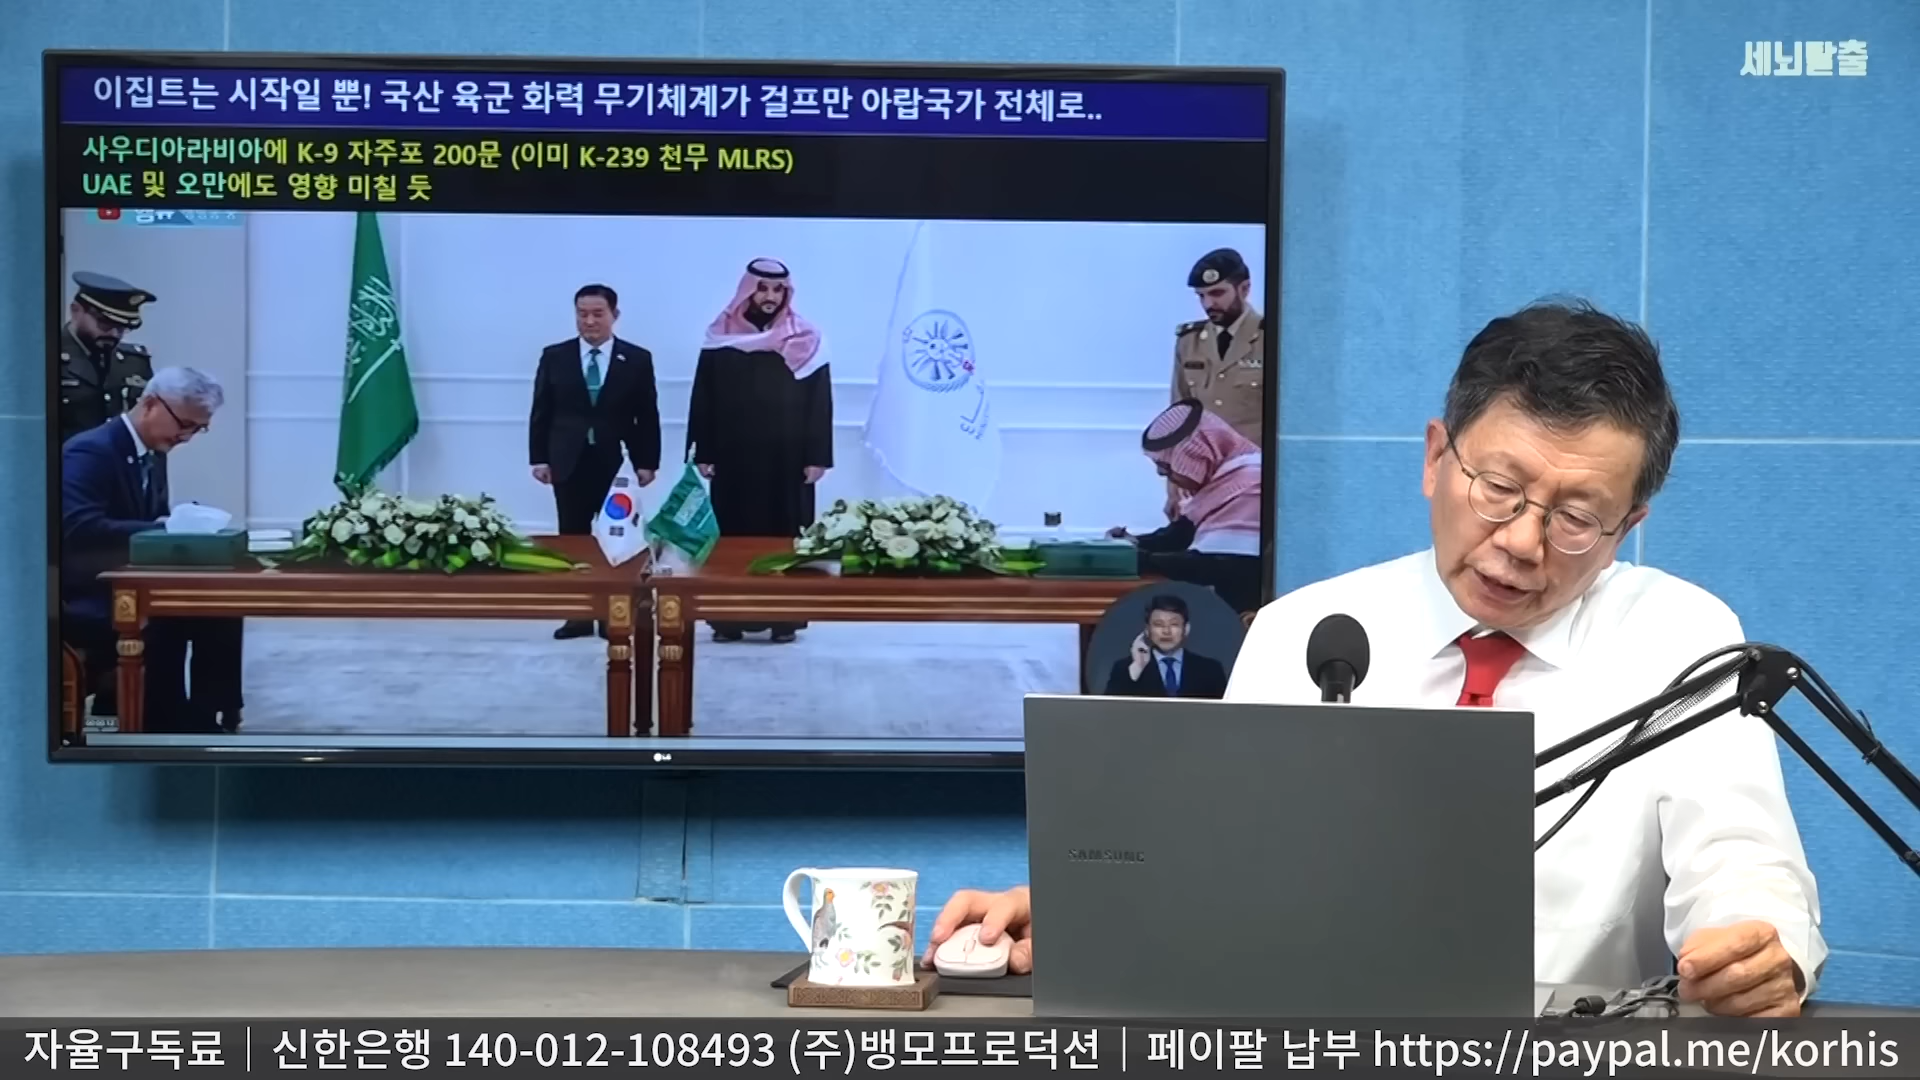 세뇌탈출
이집트는 시작일 뿐! 국산 육군 화력 무기체계가 걸프만 아랍국가 전체로..
사우디아라비아에 K-9 자주포 200문 (이미 K-239 천무 MLRS)
UAE 및 오만에도 영향 미칠 듯
LG
SAMSUNG
자율구독료│신한은행 140-012-108493 (주)뱅모프로덕션│페이팔 납부 https://paypal.me/korhis